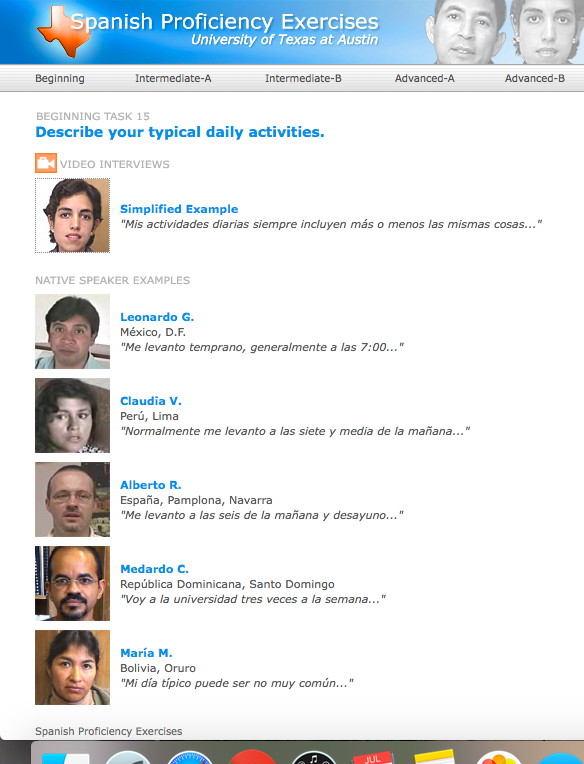 Spanish Proficiency Exercises
University of Texas at Austin
Beginning Intermediate-A Intermediate-B Advanced-A Advanced-B
BEGINNING TASK 15
Describe your typical daily activities.
VIDEO INTERVIEWS
Simplified Example
"Mis actividades diarias siempre incluyen más o menos las mismas cosas..."
NATIVE SPEAKER EXAMPLES
Leonardo G.
México, D.F.
"Me levanto temprano, generalmente a las 7:00..."
Claudia V.
Perú, Lima
"Normalmente me levanto a las siete y media de la mañana..."
Alberto R.
España, Pamplona, Navarra
"Me levanto a las seis de la mañana y desayuno..."
Medardo C.
República Dominicana, Santo Domingo
"Voy a la universidad tres veces a la semana..."
María M.
Bolivia, Oruro
"Mi día típico puede ser no muy común..."
Spanish Proficiency Exercises
JUL